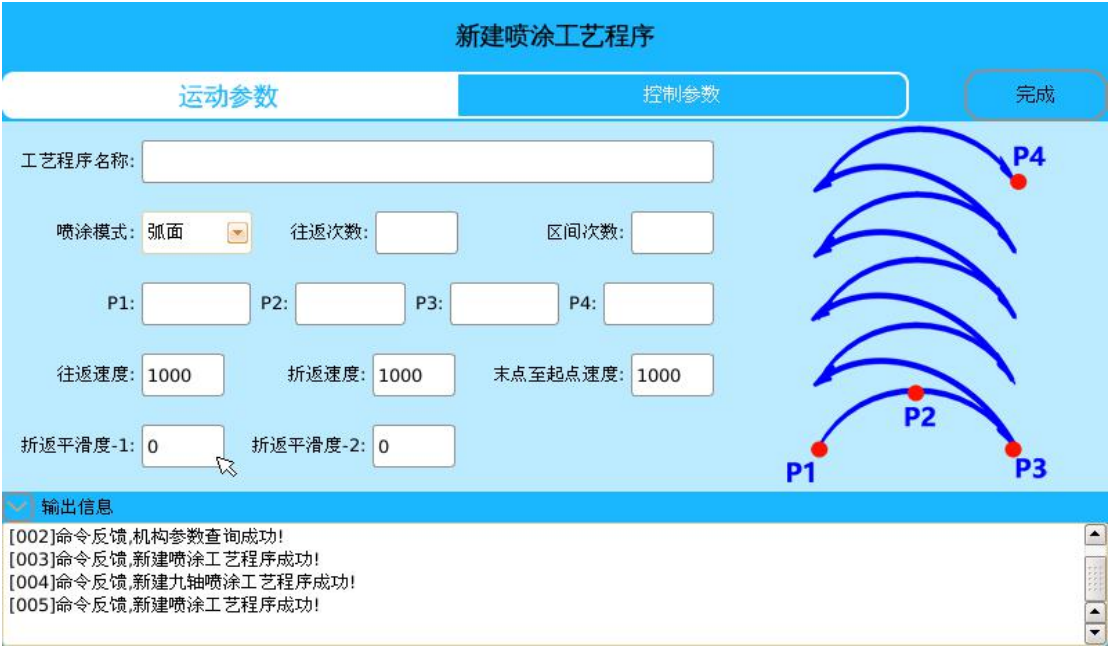 新建喷涂工艺程序
运动参数 控制参数 完成
工艺程序名称:
喷涂模式: 弧面 往返次数: 区间次数:
P1: P2: P3: P4:
往返速度: 1000 折返速度: 1000 末点至起点速度: 1000
折返平滑度-1: 0 折返平滑度-2: 0
P4
P2
P1 P3
输出信息
[002]命令反馈,机构参数查询成功!
[003]命令反馈,新建喷涂工艺程序成功!
[004]命令反馈,新建九轴喷涂工艺程序成功!
[005]命令反馈,新建喷涂工艺程序成功!